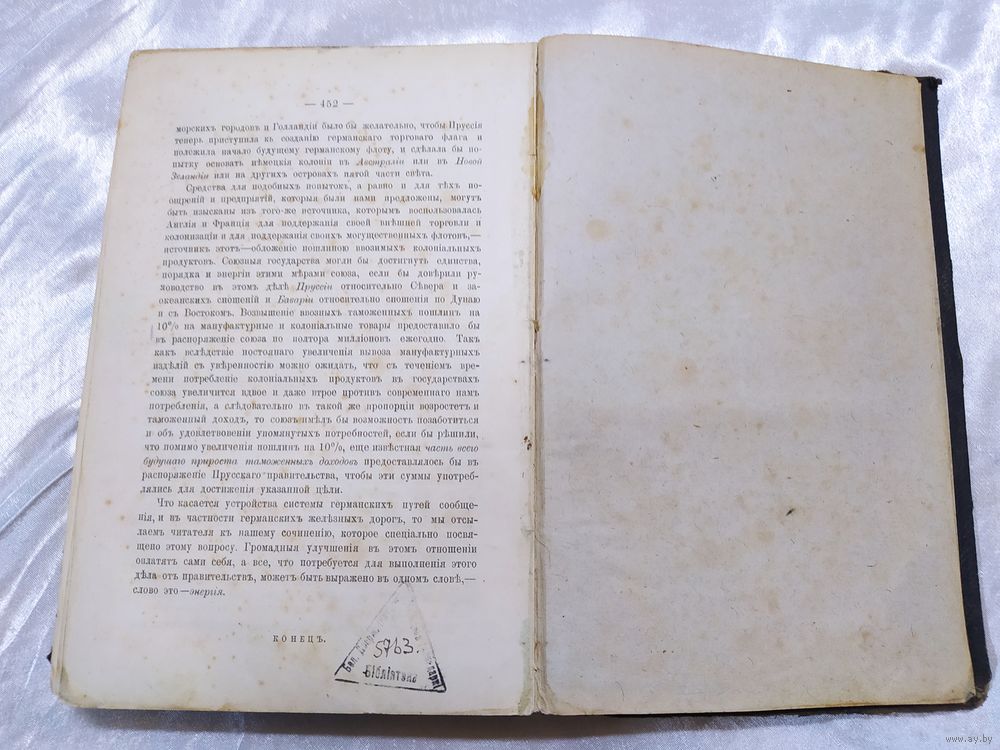 — 452 —
морскихъ городовъ и Голландіи было бы желательно, чтобы Пруссія
теперь приступила къ созданію германскаго торговаго флага и
положила начало будущему германскому флоту, и сдѣлала бы по-
пытку основать нѣмецкія колоніи въ Австраліи или въ Новой
Зеландіи или на другихъ островахъ пятой части свѣта.
Средства для подобныхъ попытокъ, а равно и для тѣхъ по-
ощреній и предпріятій, которыя были нами предложены, могутъ
быть изысканы изъ того-же источника, которымъ воспользовалась
Англія и Франція для поддержанія своей внѣшней торговли и
колонизаціи и для поддержанія своихъ могущественныхъ флотовъ,—
источникъ этотъ—обложеніе пошлиною ввозимыхъ колоніальныхъ
продуктовъ. Союзныя государства могли бы достигнуть единства,
порядка и энергіи этими мѣрами союза, если бы довѣрили ру-
ководство въ этомъ дѣлѣ Пруссіи относительно Сѣвера и за-
океанскихъ сношеній и Баваріи относительно сношенія по Дунаю
и съ Востокомъ. Возвышеніе ввозныхъ таможенныхъ пошлинъ на
10% на мануфактурные и колоніальные товары предоставило бы
въ распоряженіе союза по полтора милліоновъ ежегодно. Такъ
какъ вслѣдствіе постояннаго увеличенія вывоза мануфактурныхъ
издѣлій съ увѣренностію можно ожидать, что съ теченіемъ вре-
мени потребленіе колоніальныхъ продуктовъ въ государствахъ
союза увеличится вдвое и даже втрое противъ современнаго намъ
потребленія, а слѣдовательно въ такой же пропорціи возростетъ и
таможенный доходъ, то союзъ имѣлъ бы возможность позаботиться
и объ удовлетвореніи упомянутыхъ потребностей, если бы рѣшили,
что помимо увеличенія пошлинъ на 10%, еще извѣстная часть всего
будущаго прироста таможенныхъ доходовъ предоставлялось бы въ
распоряженіе Прусскаго правительства, чтобы эти суммы употреб-
лялись для достиженія указанной цѣли.
Что касается устройства системы германскихъ путей сообще-
нія, и въ частности германскихъ желѣзныхъ дорогъ, то мы отсы-
лаемъ читателя къ нашему сочиненію, которое спеціально посвя-
щено этому вопросу. Громадныя улучшенія въ этомъ отношеніи
оплатятъ сами себя, а все, что потребуется для выполненія этого
дѣла отъ правительствъ, можетъ быть выражено въ одномъ словѣ,—
слово это—энергія.
КОНЕЦЪ.
5763.
Бібліятэка
www.ay.by